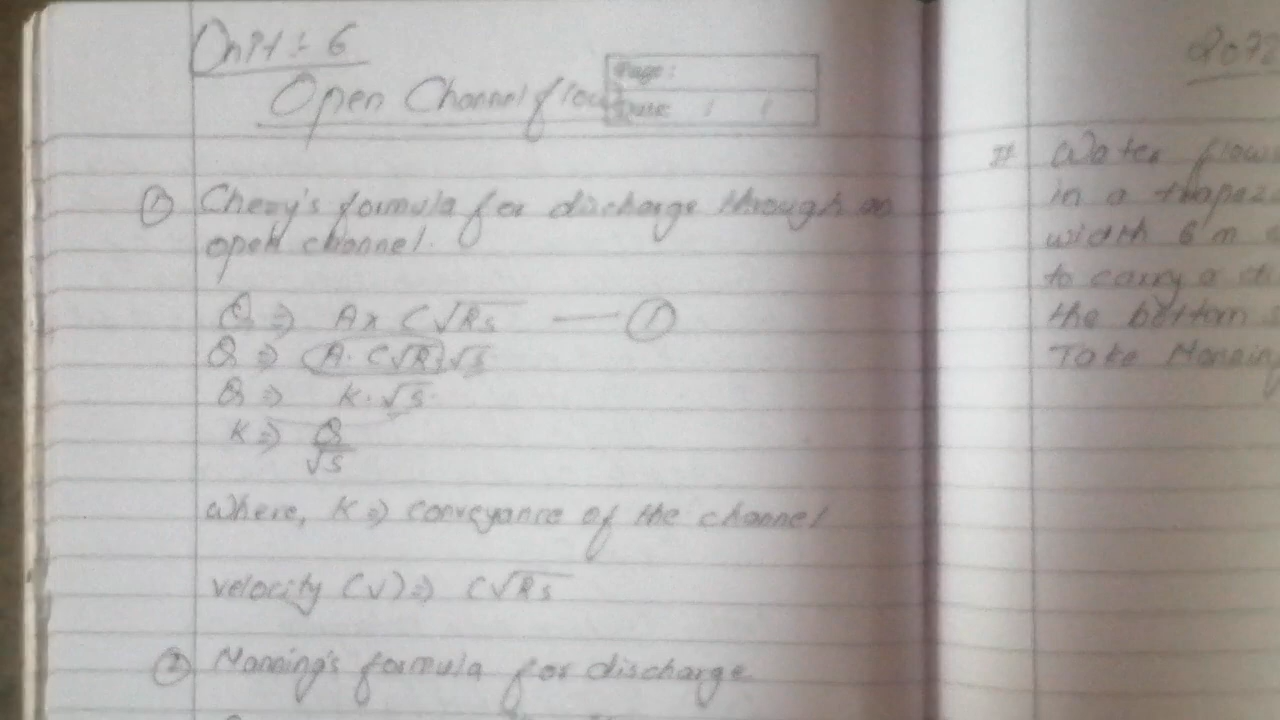 Unit : 6
Open Channel flow
Page:
Date: / /
① Chezy's formula for discharge through an
open channel.
Q ⇒ A x C√Rs —— ①
Q ⇒ (A. C√R)√s
Q ⇒ K.√s.
K ⇒ Q/√s
where, K ⇒ conveyance of the channel
velocity (v) ⇒ C√Rs
② Manning's formula for discharge
2072
# Water flow
in a trapez
width 6 m
to carry a di
the bottom s
Take Manning